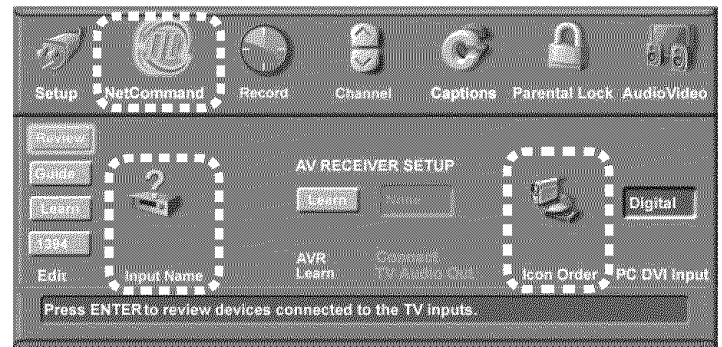 Setup NetCommand Record Channel Captions Parental Lock AudioVideo
Review
Guide
AV RECEIVER SETUP
Learn Name
Learn
Digital
1394
AVR Connect
Learn TV Audio Out
Edit Input Name Icon Order PC DVI Input
Press ENTER to review devices connected to the TV inputs.